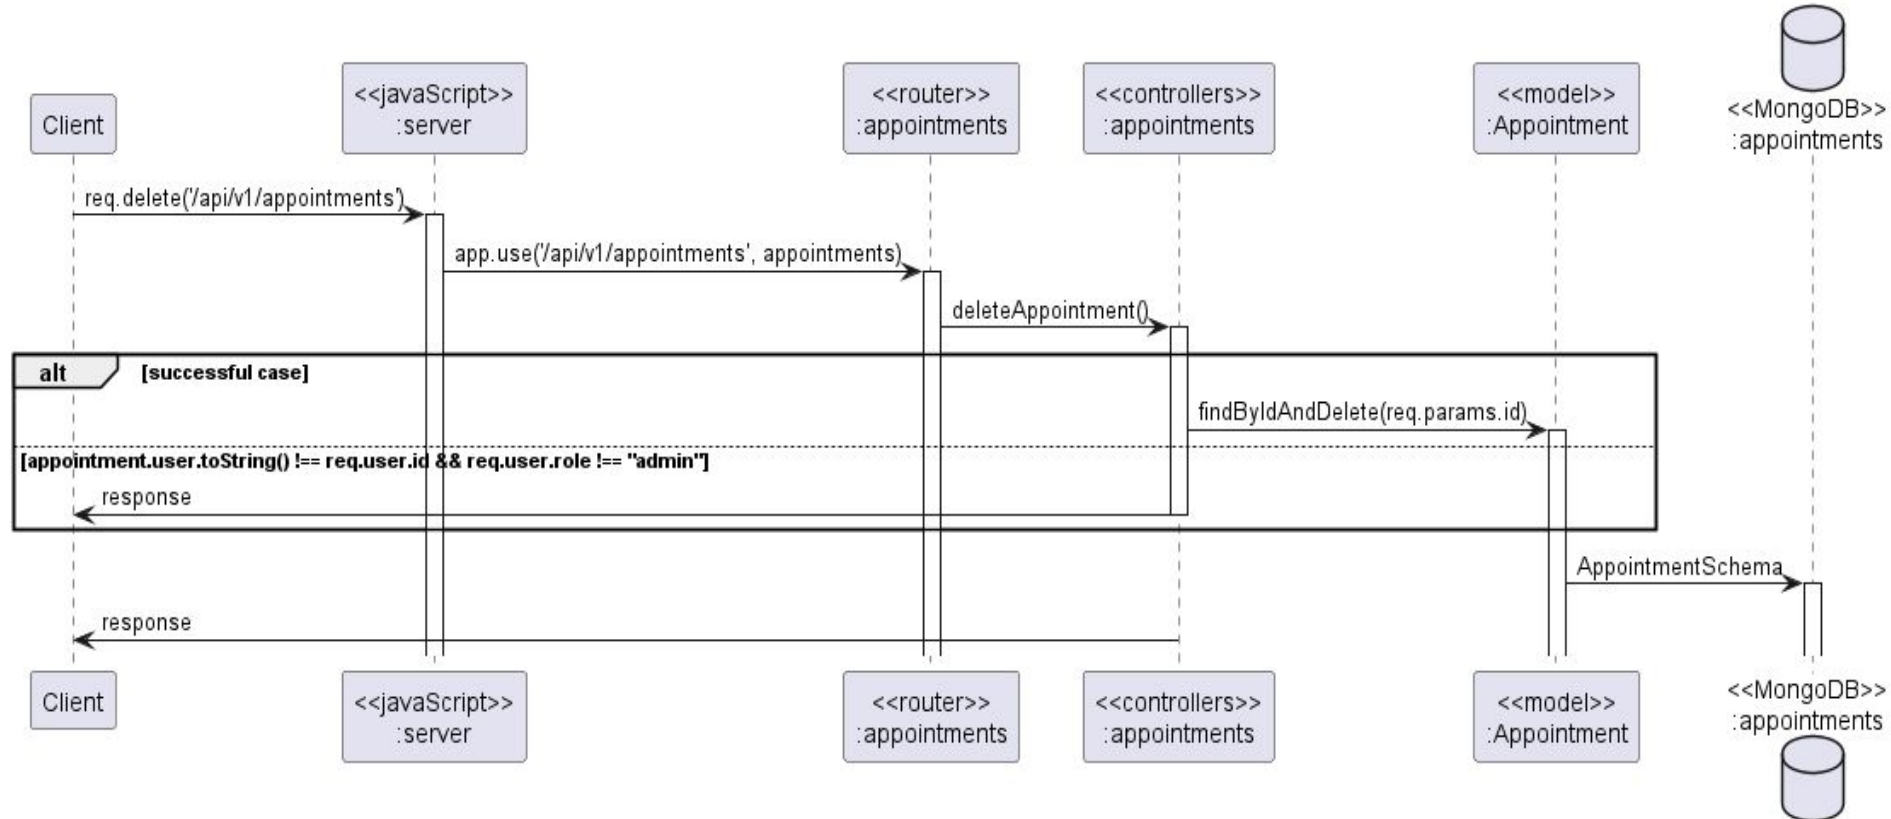 <<MongoDB>>
:appointments
Client
<<javaScript>>
:server
<<router>>
:appointments
<<controllers>>
:appointments
<<model>>
:Appointment
req.delete('/api/v1/appointments')
app.use('/api/v1/appointments', appointments)
deleteAppointment()
alt [successful case]
findByIdAndDelete(req.params.id)
[appointment.user.toString() !== req.user.id && req.user.role !== "admin"]
response
AppointmentSchema
response
Client
<<javaScript>>
:server
<<router>>
:appointments
<<controllers>>
:appointments
<<model>>
:Appointment
<<MongoDB>>
:appointments